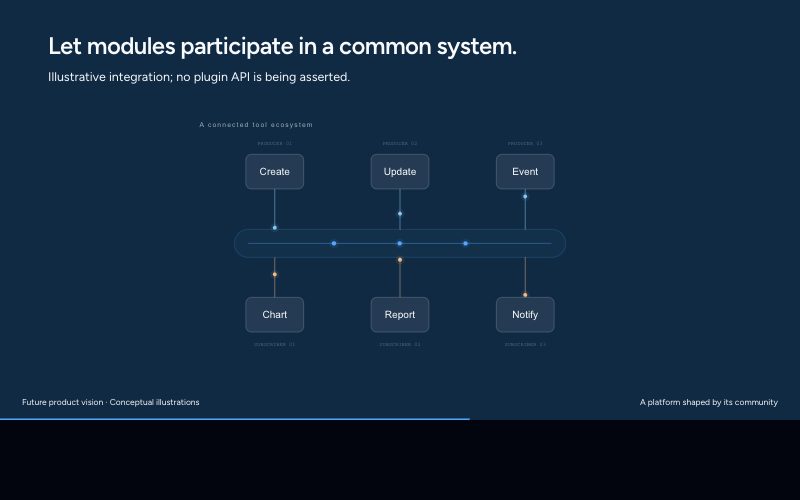 Let modules participate in a common system.
Illustrative integration; no plugin API is being asserted.
A connected tool ecosystem
PRODUCER 01 PRODUCER 02 PRODUCER 03
Create Update Event
Chart Report Notify
SUBSCRIBER 01 SUBSCRIBER 02 SUBSCRIBER 03
Future product vision · Conceptual illustrations
A platform shaped by its community